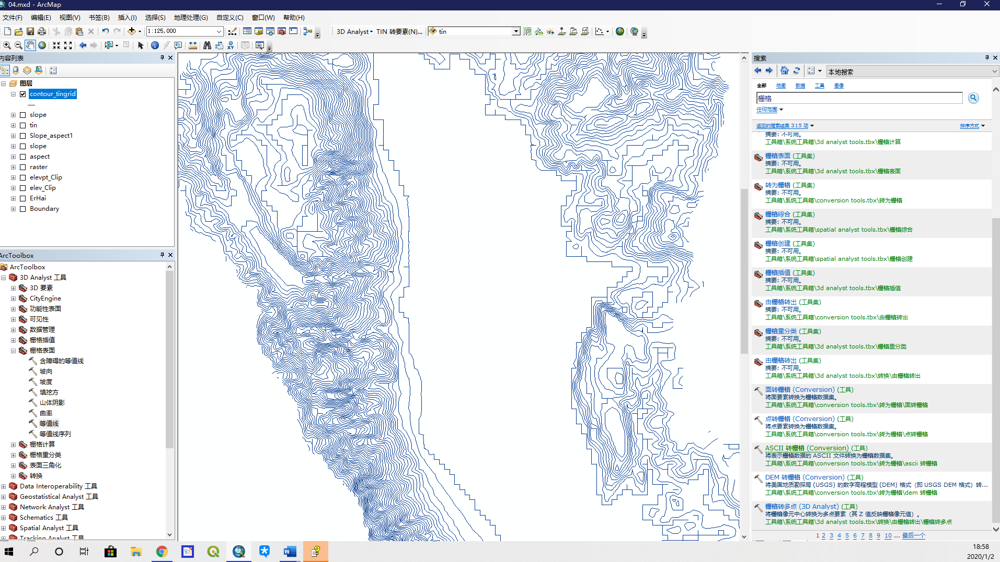 04.mxd - ArcMap
文件(F) 编辑(E) 视图(V) 书签(B) 插入(I) 选择(S) 地理处理(G) 自定义(C) 窗口(W) 帮助(H)
1:125,000
3D Analyst
TIN 转要素(N)...
tin
内容列表
图层
contour_tingrid
slope
tin
Slope_aspect1
slope
aspect
raster
elevpt_Clip
elev_Clip
ErHai
Boundary
ArcToolbox
ArcToolbox
3D Analyst 工具
3D 要素
CityEngine
功能性表面
可见性
数据管理
栅格插值
栅格表面
含障碍的等值线
坡向
坡度
填挖方
山体阴影
曲率
等值线
等值线序列
栅格计算
栅格重分类
表面三角化
转换
Data Interoperability 工具
Geostatistical Analyst 工具
Network Analyst 工具
Schematics 工具
Spatial Analyst 工具
Tracking Analyst 工具
搜索
本地搜索
全部 地图 数据 工具 图像
栅格
任何范围
返回的搜索结果 315 项
排序方式
摘要: 不可用。
工具箱\系统工具箱\3d analyst tools.tbx\栅格计算
栅格表面 (工具集)
摘要: 不可用。
工具箱\系统工具箱\3d analyst tools.tbx\栅格表面
转为栅格 (工具集)
摘要: 不可用。
工具箱\系统工具箱\conversion tools.tbx\转为栅格
栅格综合 (工具集)
摘要: 不可用。
工具箱\系统工具箱\spatial analyst tools.tbx\栅格综合
栅格创建 (工具集)
摘要: 不可用。
工具箱\系统工具箱\spatial analyst tools.tbx\栅格创建
栅格插值 (工具集)
摘要: 不可用。
工具箱\系统工具箱\3d analyst tools.tbx\栅格插值
由栅格转出 (工具集)
摘要: 不可用。
工具箱\系统工具箱\conversion tools.tbx\由栅格转出
栅格重分类 (工具集)
摘要: 不可用。
工具箱\系统工具箱\3d analyst tools.tbx\栅格重分类
由栅格转出 (工具集)
摘要: 不可用。
工具箱\系统工具箱\3d analyst tools.tbx\转换\由栅格转出
面转栅格 (Conversion) (工具)
将面要素转换为栅格数据集。
工具箱\系统工具箱\conversion tools.tbx\转为栅格\面转栅格
点转栅格 (Conversion) (工具)
将点要素转换为栅格数据集。
工具箱\系统工具箱\conversion tools.tbx\转为栅格\点转栅格
ASCII 转栅格 (Conversion) (工具)
将表示栅格数据的 ASCII 文件转换为栅格数据集。
工具箱\系统工具箱\conversion tools.tbx\转为栅格\ascii 转栅格
DEM 转栅格 (Conversion) (工具)
将美国地质勘探局 (USGS) 的数字高程模型 (DEM) 格式（即 USGS DEM 格式）转...
工具箱\系统工具箱\conversion tools.tbx\转为栅格\dem 转栅格
栅格转多点 (3D Analyst) (工具)
将栅格像元中心转换为多点要素（其 Z 值反映栅格像元值）。
工具箱\系统工具箱\3d analyst tools.tbx\转换\由栅格转出\栅格转多点
1 2 3 4 5 6 7 8 9 10 ... 最后一个
18:58
2020/1/2